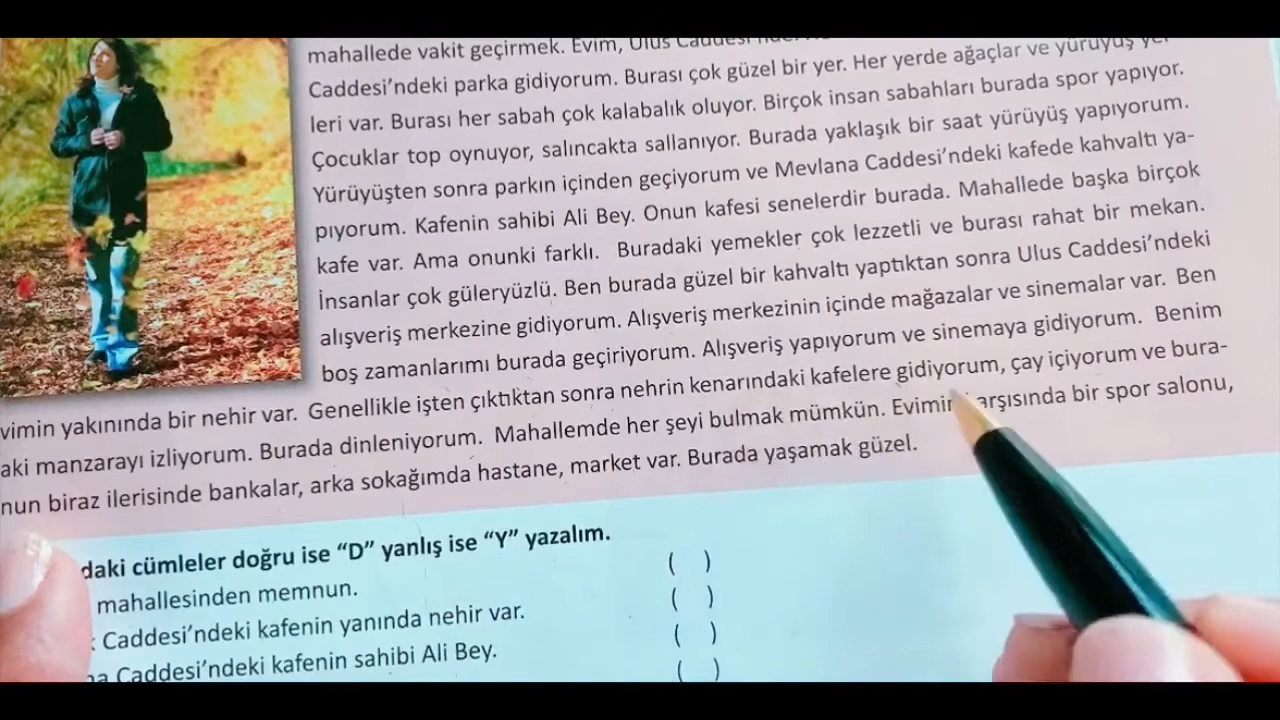 mahallede vakit geçirmek. Evim, Ulus
Caddesi’ndeki parka gidiyorum. Burası çok güzel bir yer. Her yerde ağaçlar ve yürüyüş
leri var. Burası her sabah çok kalabalık oluyor. Birçok insan sabahları burada spor yapıyor.
Çocuklar top oynuyor, salıncakta sallanıyor. Burada yaklaşık bir saat yürüyüş yapıyorum.
Yürüyüşten sonra parkın içinden geçiyorum ve Mevlana Caddesi’ndeki kafede kahvaltı ya-
pıyorum. Kafenin sahibi Ali Bey. Onun kafesi senelerdir burada. Mahallede başka birçok
kafe var. Ama onunki farklı. Buradaki yemekler çok lezzetli ve burası rahat bir mekan.
İnsanlar çok güleryüzlü. Ben burada güzel bir kahvaltı yaptıktan sonra Ulus Caddesi’ndeki
alışveriş merkezine gidiyorum. Alışveriş merkezinin içinde mağazalar ve sinemalar var. Ben
boş zamanlarımı burada geçiriyorum. Alışveriş yapıyorum ve sinemaya gidiyorum. Benim
vimin yakınında bir nehir var. Genellikle işten çıktıktan sonra nehrin kenarındaki kafelere gidiyorum, çay içiyorum ve bura-
aki manzarayı izliyorum. Burada dinleniyorum. Mahallemde her şeyi bulmak mümkün. Evimin karşısında bir spor salonu,
nun biraz ilerisinde bankalar, arka sokağımda hastane, market var. Burada yaşamak güzel.
daki cümleler doğru ise “D” yanlış ise “Y” yazalım.
mahallesinden memnun. ( )
Caddesi’ndeki kafenin yanında nehir var. ( )
Caddesi’ndeki kafenin sahibi Ali Bey. ( )
( )